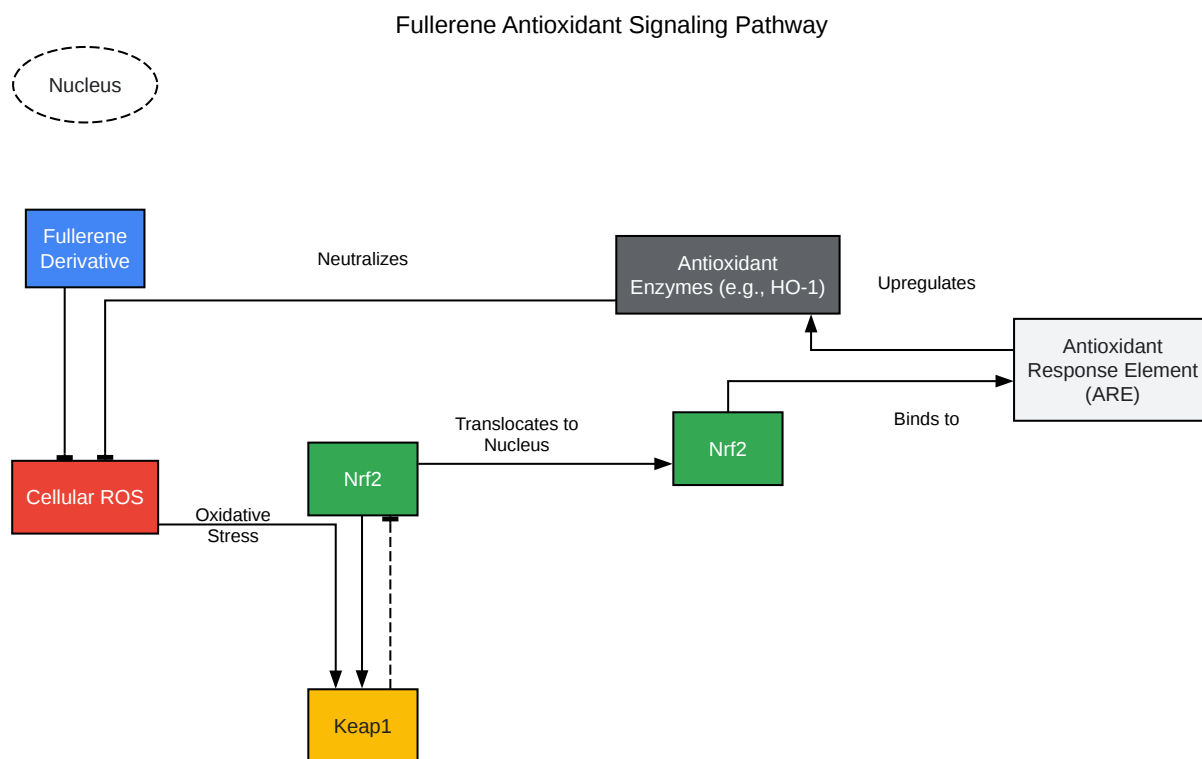 Fullerene Antioxidant Signaling Pathway
Nucleus
Fullerene
Derivative
Neutralizes
Antioxidant
Enzymes (e.g., HO-1)
Upregulates
Antioxidant
Response Element
(ARE)
Binds to
Translocates to
Nucleus
Nrf2
Nrf2
Cellular ROS
Oxidative
Stress
Keap1